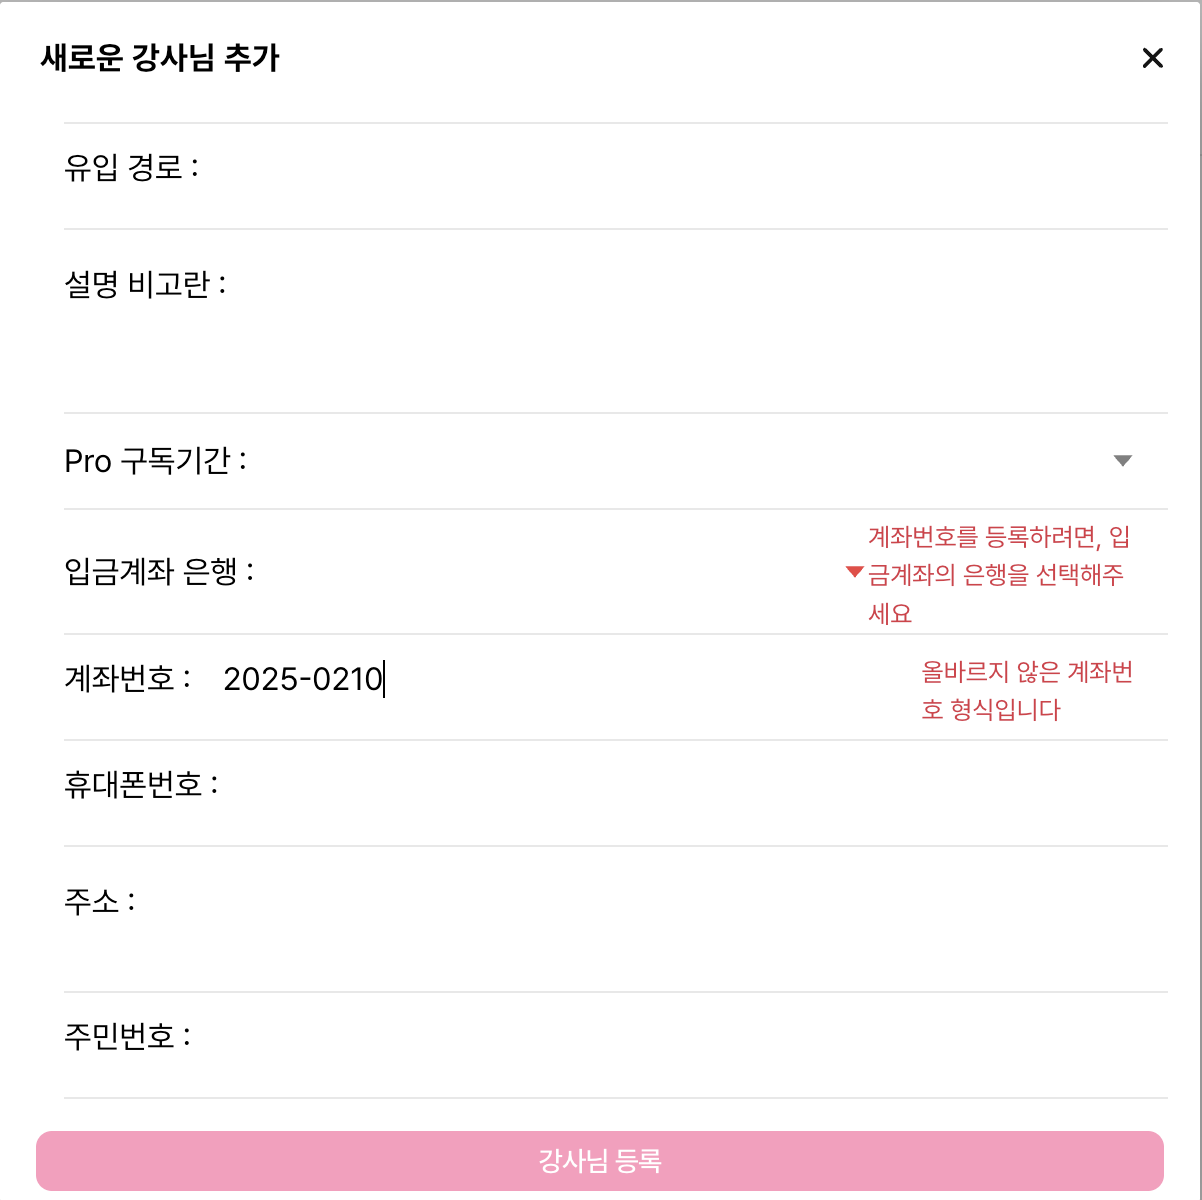 새로운 강사님 추가
유입 경로 :
설명 비고란 :
Pro 구독기간 :
입금계좌 은행 :
계좌번호를 등록하려면, 입
금계좌의 은행을 선택해주
세요
계좌번호 : 2025-0210
올바르지 않은 계좌번
호 형식입니다
휴대폰번호 :
주소 :
주민번호 :
강사님 등록